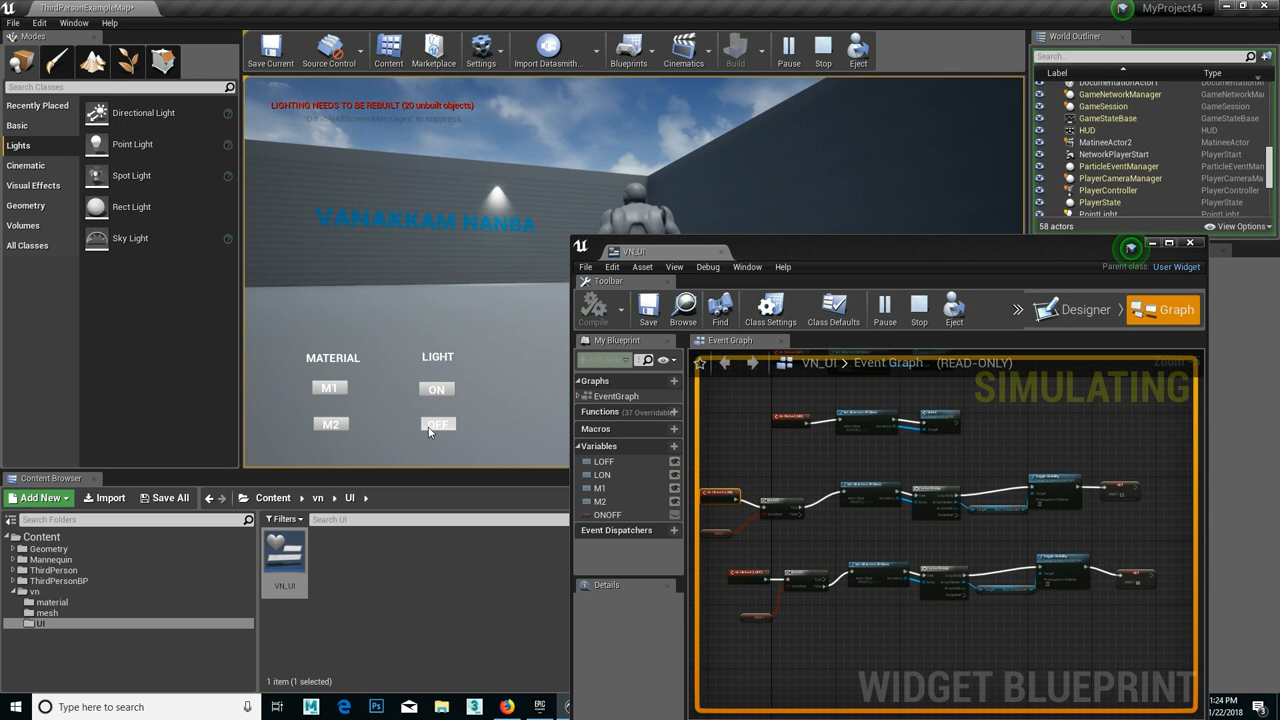 ThirdPersonExampleMap*
MyProject45
File Edit Window Help
Modes
Search Classes
Recently Placed
Basic
Lights
Cinematic
Visual Effects
Geometry
Volumes
All Classes
Directional Light
Point Light
Spot Light
Rect Light
Sky Light
Save Current
Source Control
Content
Marketplace
Settings
Import Datasmith...
Blueprints
Cinematics
Build
Pause
Stop
Eject
LIGHTING NEEDS TO BE REBUILT (20 unbuilt objects)
'DisableAllScreenMessages' to suppress
VANAKKAM NANBA
MATERIAL LIGHT
M1 ON
M2 OFF
World Outliner
Search...
Label Type
DocumentationActor1
GameNetworkManager GameNetworkMa
GameSession GameSession
GameStateBase GameStateBase
HUD HUD
MatineeActor2 MatineeActor
NetworkPlayerStart PlayerStart
ParticleEventManager ParticleEventMan
PlayerCameraManager PlayerCameraMa
PlayerController PlayerController
PlayerState PlayerState
PointLight PointLight
58 actors View Options
VN_UI
File Edit Asset View Debug Window Help
Parent class: User Widget
Toolbar
Compile
Save
Browse
Find
Class Settings
Class Defaults
Pause
Stop
Eject
Designer
Graph
My Blueprint
Add New
Graphs
EventGraph
Functions (37 Overridable
Macros
Variables
LOFF
LON
M1
M2
ONOFF
Event Dispatchers
Details
Event Graph
VN_UI > Event Graph (READ-ONLY)
Zoom
SIMULATING
WIDGET BLUEPRINT
Content Browser
Add New Import Save All Content vn UI
Search Folders
Filters Search UI
Content
Geometry
Mannequin
ThirdPerson
ThirdPersonBP
vn
material
mesh
UI
VN_UI
1 item (1 selected)
Type here to search
1:24 PM
1/22/2018